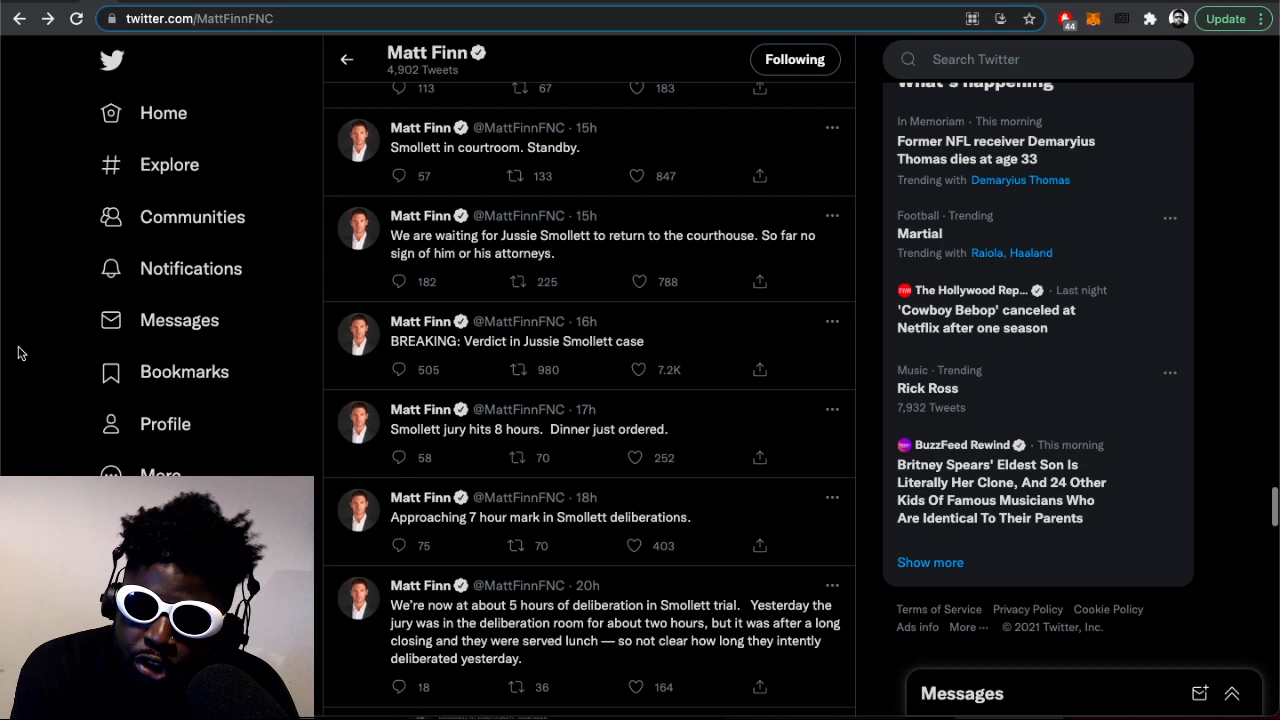 twitter.com/MattFinnFNC
44
Update
Home
Explore
Communities
Notifications
Messages
Bookmarks
Profile
More
Matt Finn
4,902 Tweets
Following
113 67 183
Matt Finn @MattFinnFNC · 15h
Smollett in courtroom. Standby.
57 133 847
Matt Finn @MattFinnFNC · 15h
We are waiting for Jussie Smollett to return to the courthouse. So far no
sign of him or his attorneys.
182 225 788
Matt Finn @MattFinnFNC · 16h
BREAKING: Verdict in Jussie Smollett case
505 980 7.2K
Matt Finn @MattFinnFNC · 17h
Smollett jury hits 8 hours. Dinner just ordered.
58 70 252
Matt Finn @MattFinnFNC · 18h
Approaching 7 hour mark in Smollett deliberations.
75 70 403
Matt Finn @MattFinnFNC · 20h
We're now at about 5 hours of deliberation in Smollett trial. Yesterday the
jury was in the deliberation room for about two hours, but it was after a long
closing and they were served lunch — so not clear how long they intently
deliberated yesterday.
18 36 164
Search Twitter
What's happening
In Memoriam · This morning
Former NFL receiver Demaryius
Thomas dies at age 33
Trending with Demaryius Thomas
Football · Trending
Martial
Trending with Raiola, Haaland
The Hollywood Rep... · Last night
'Cowboy Bebop' canceled at
Netflix after one season
Music · Trending
Rick Ross
7,932 Tweets
BuzzFeed Rewind · This morning
Britney Spears' Eldest Son Is
Literally Her Clone, And 24 Other
Kids Of Famous Musicians Who
Are Identical To Their Parents
Show more
Terms of Service Privacy Policy Cookie Policy
Ads info More ··· © 2021 Twitter, Inc.
Messages